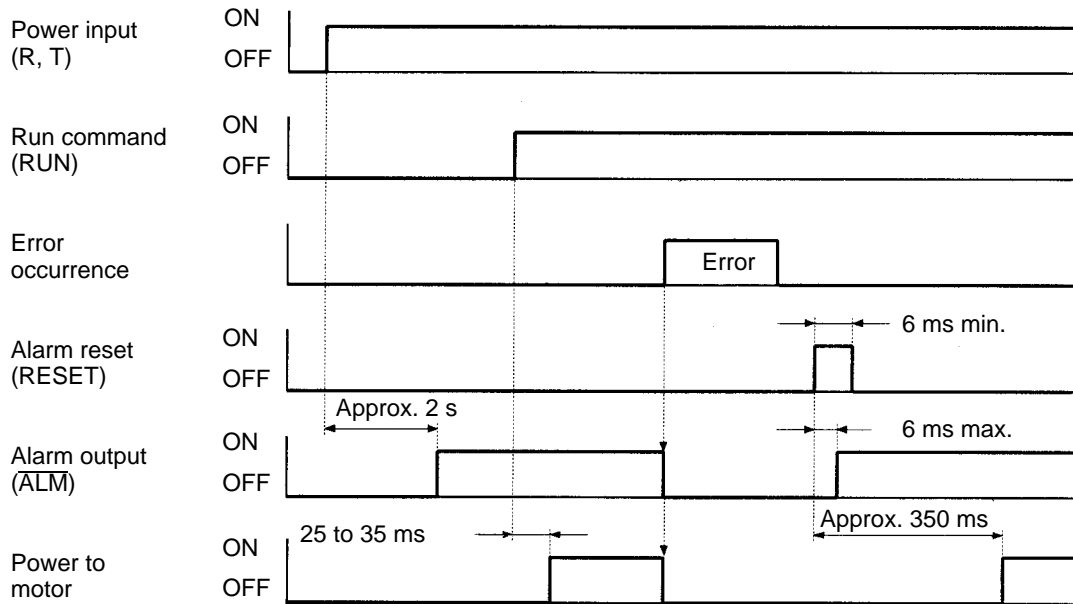 Power input
(R, T)
ON
OFF
Run command
(RUN)
ON
OFF
Error
occurrence
Error
Alarm reset
(RESET)
ON
OFF
6 ms min.
Approx. 2 s
Alarm output
(ALM)
ON
OFF
6 ms max.
Approx. 350 ms
25 to 35 ms
Power to
motor
ON
OFF